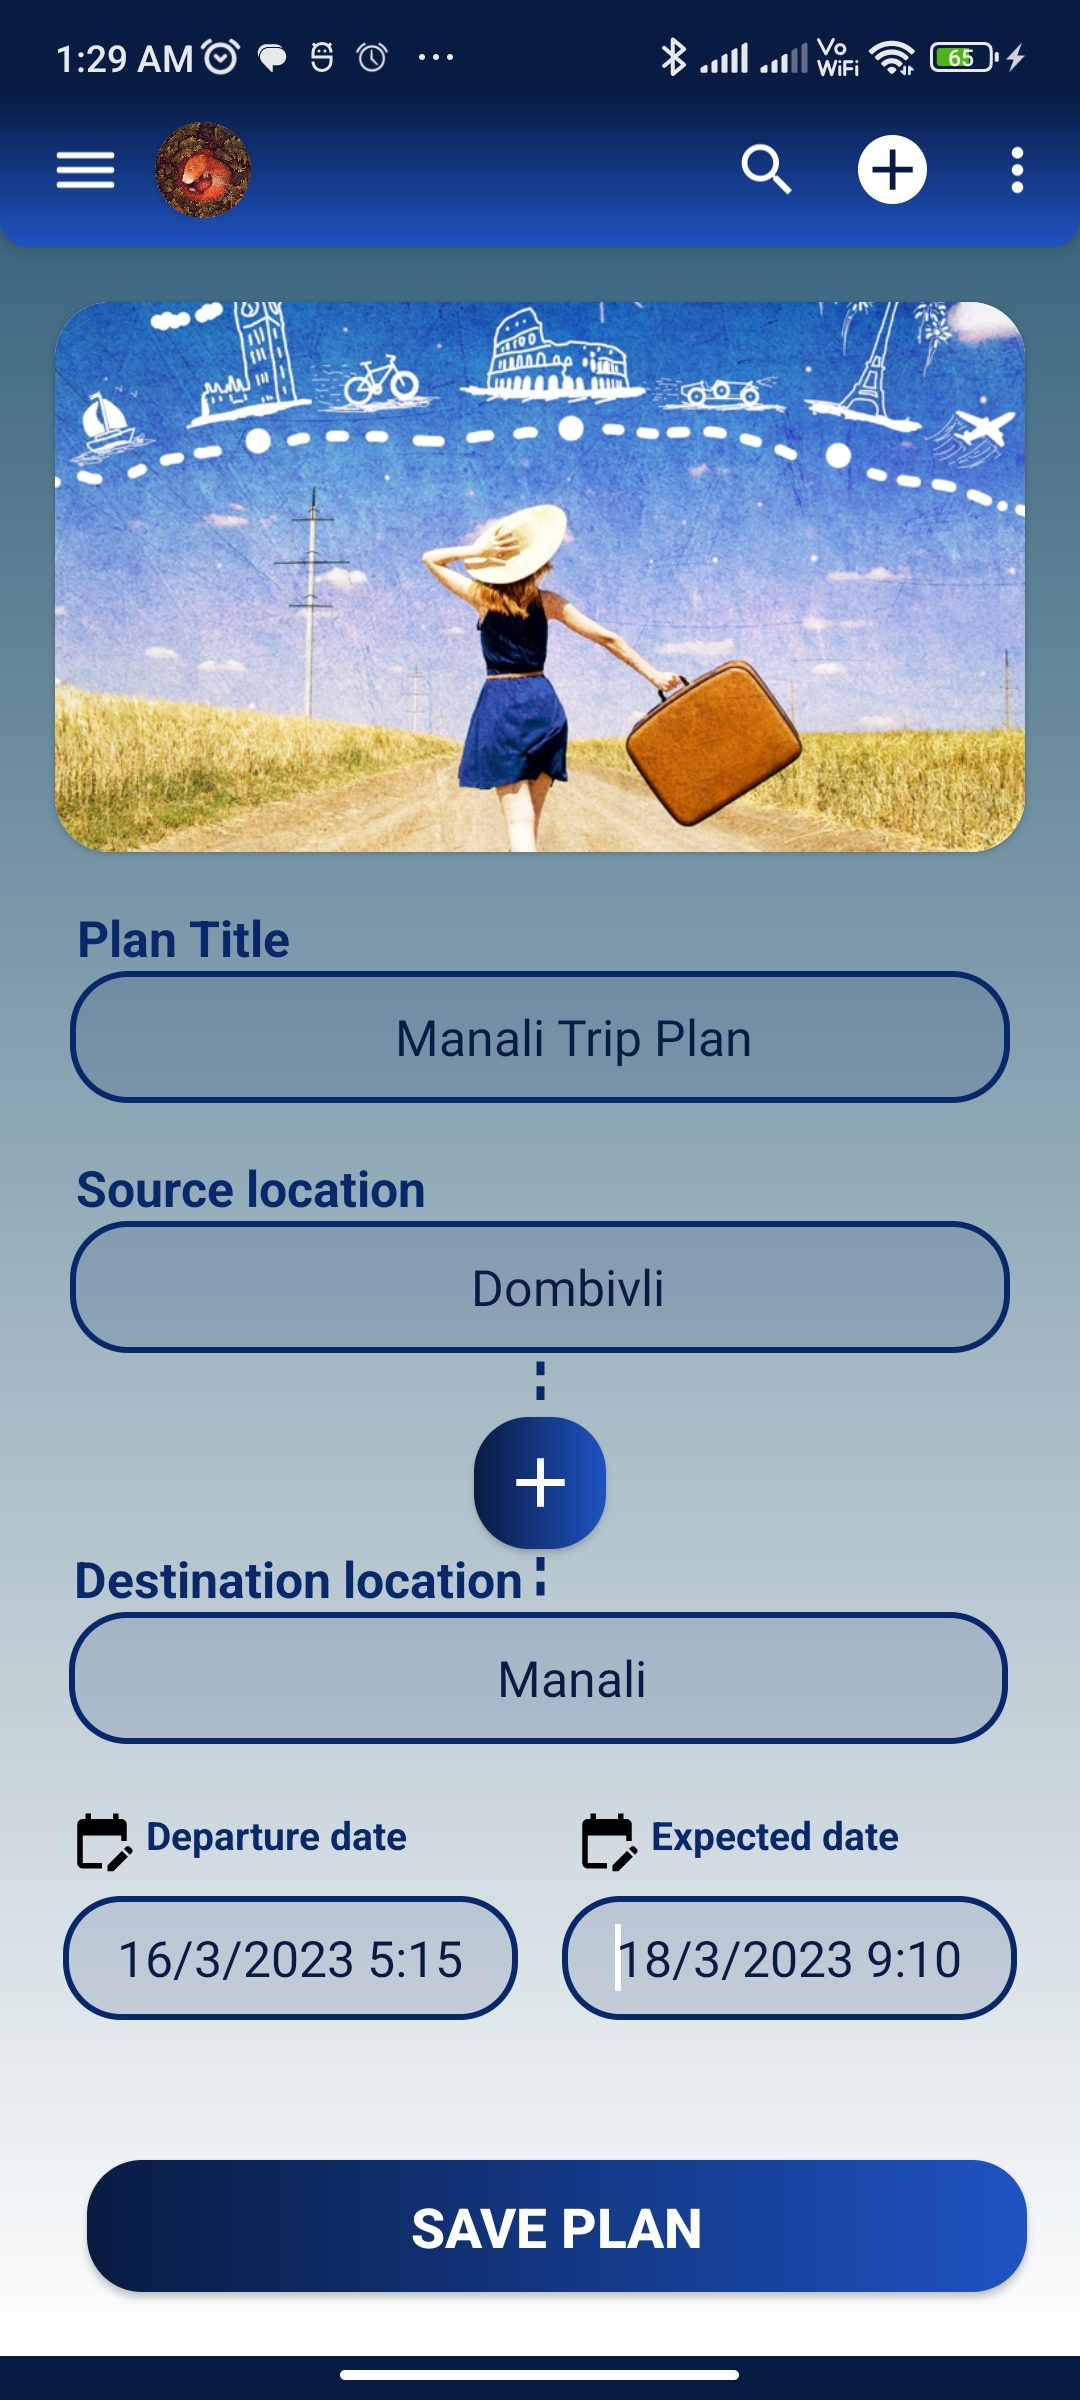 1:29 AM
Vo
WiFi
65
Plan Title
Manali Trip Plan
Source location
Dombivli
Destination location
Manali
Departure date
Expected date
16/3/2023 5:15
18/3/2023 9:10
SAVE PLAN